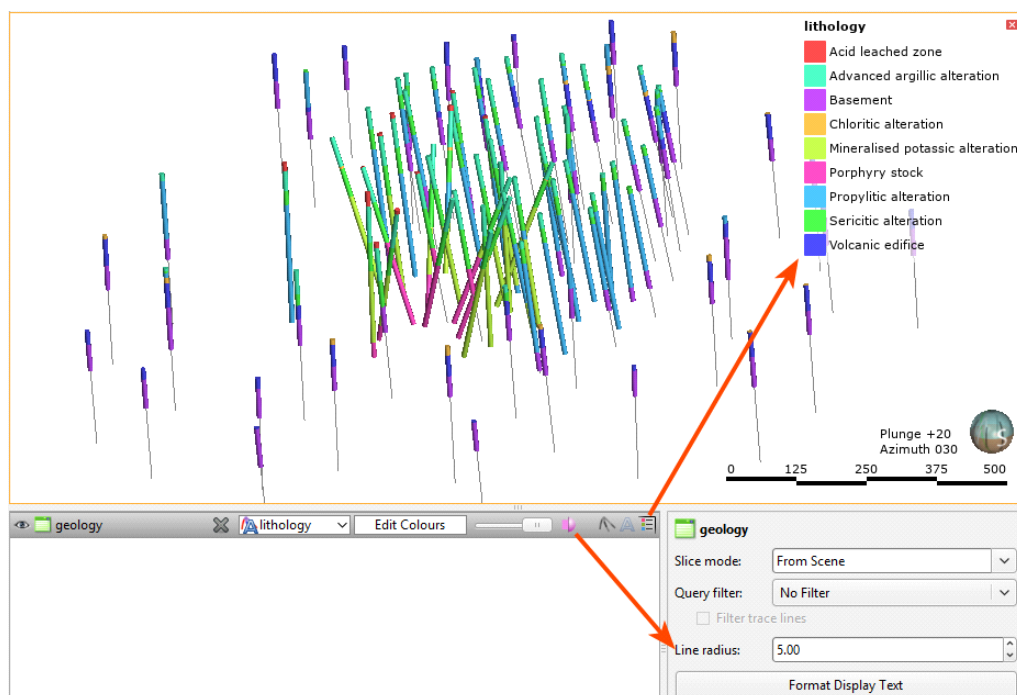 lithology
Acid leached zone
Advanced argillic alteration
Basement
Chloritic alteration
Mineralised potassic alteration
Porphyry stock
Propylitic alteration
Sericitic alteration
Volcanic edifice
Plunge +20
Azimuth 030
S
0 125 250 375 500
geology lithology Edit Colours
geology
Slice mode: From Scene
Query filter: No Filter
Filter trace lines
Line radius: 5.00
Format Display Text